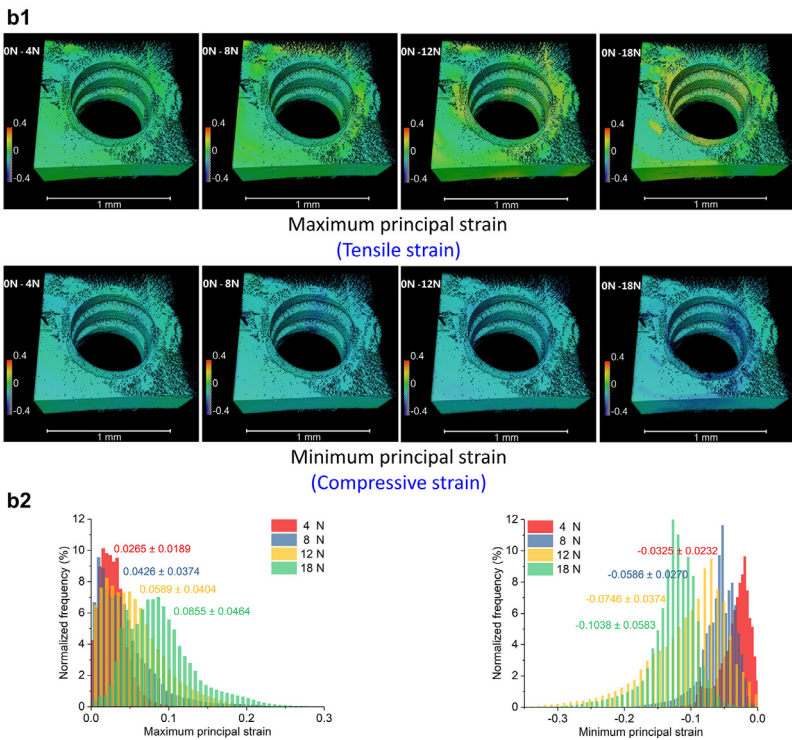 b1
0N - 4N
0N - 8N
0N -12N
0N -18N
0.4
0
-0.4
0.4
0
-0.4
0.4
0
-0.4
0.4
0
-0.4
1 mm
1 mm
1 mm
1 mm
Maximum principal strain
(Tensile strain)
0N - 4N
0N - 8N
0N -12N
0N -18N
0.4
0
-0.4
0.4
0
-0.4
0.4
0
-0.4
0.4
0
-0.4
1 mm
1 mm
1 mm
1 mm
Minimum principal strain
(Compressive strain)
b2
Normalized frequency (%)
12
10
8
6
4
2
0
0.0
0.1
0.2
0.3
Maximum principal strain
0.0265 ± 0.0189
0.0426 ± 0.0374
0.0589 ± 0.0404
0.0855 ± 0.0464
4 N
8 N
12 N
18 N
Normalized frequency (%)
12
10
8
6
4
2
0
-0.3
-0.2
-0.1
0.0
Minimum principal strain
4 N
8 N
12 N
18 N
-0.0325 ± 0.0232
-0.0586 ± 0.0270
-0.0746 ± 0.0374
-0.1038 ± 0.0583